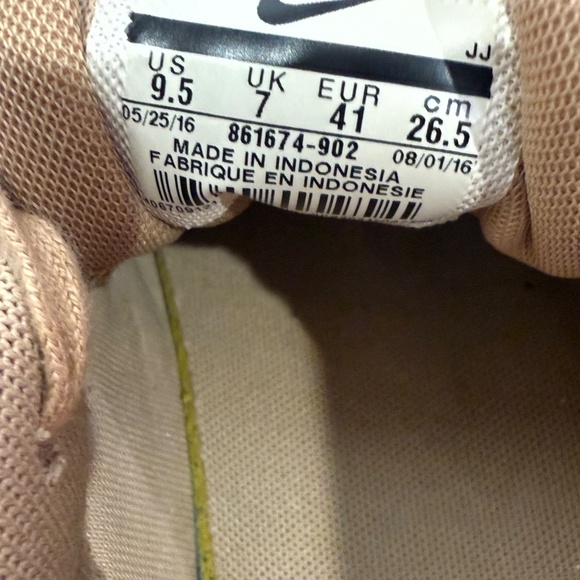 JJ
US UK EUR cm
9.5 7 41 26.5
05/25/16 861674-902 08/01/16
MADE IN INDONESIA
FABRIQUE EN INDONESIE